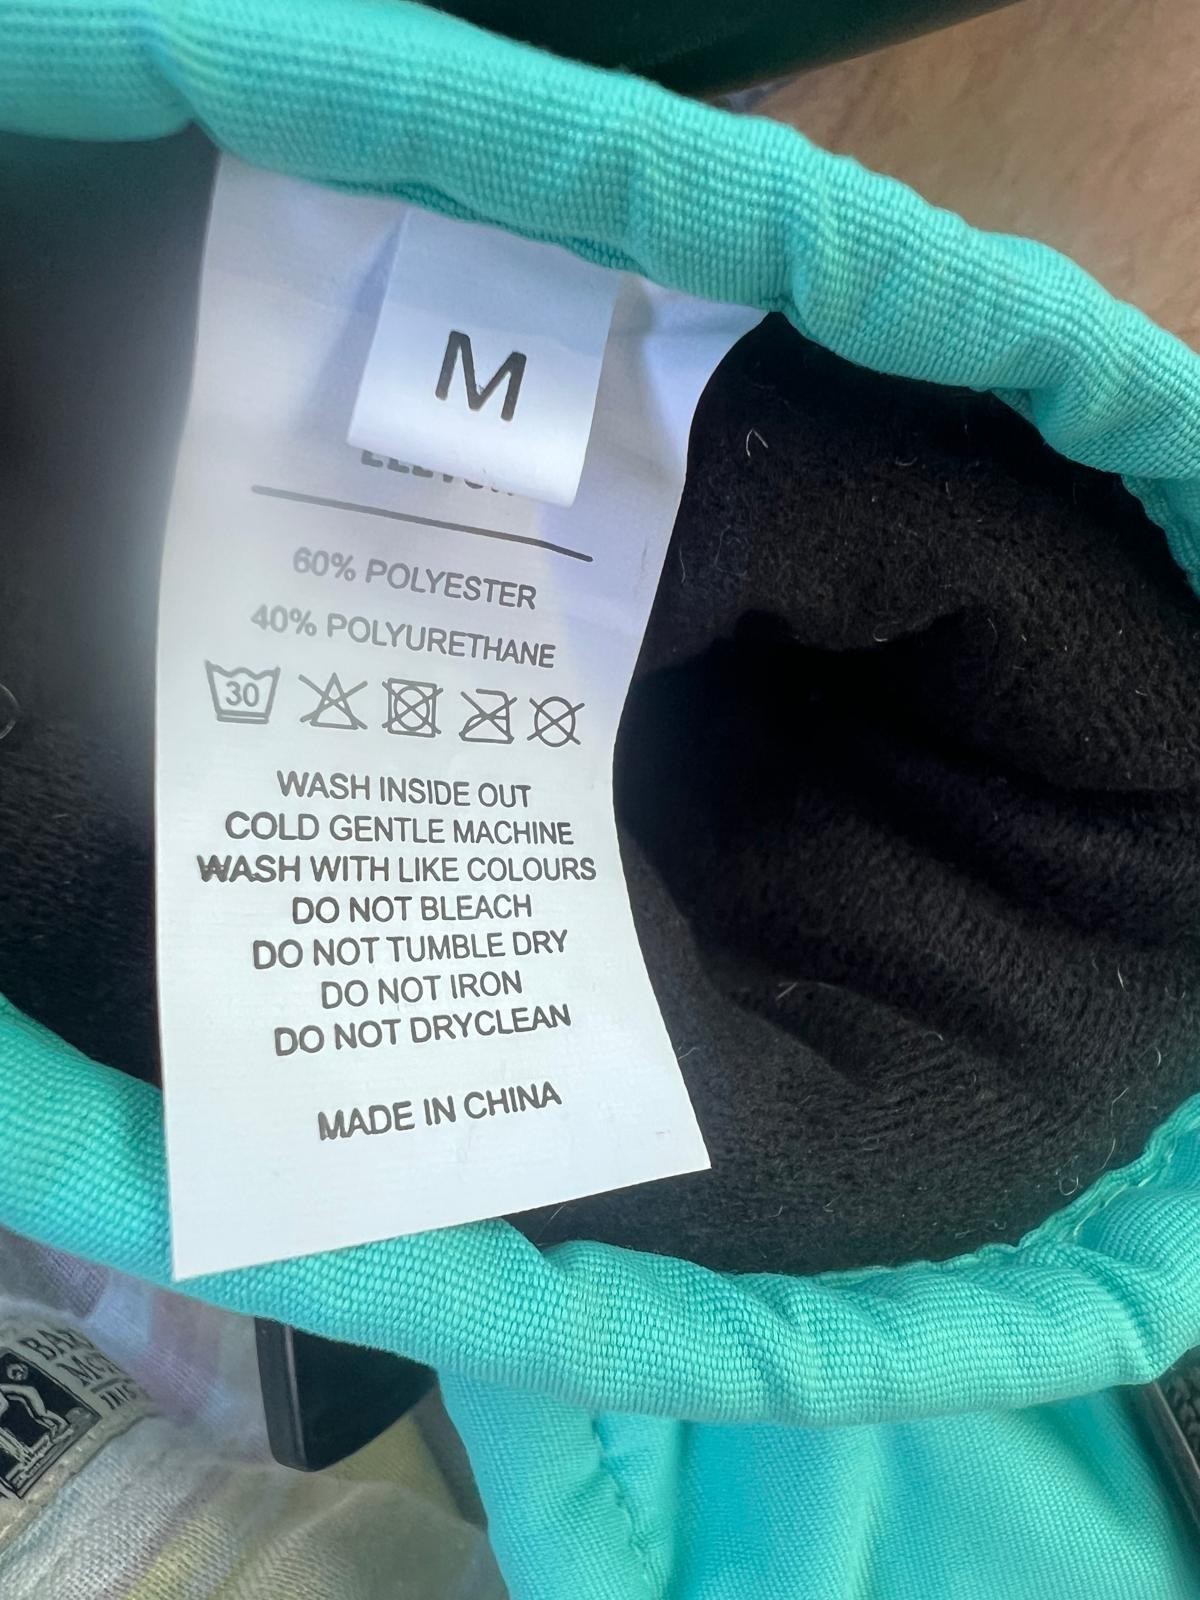 M
60% POLYESTER
40% POLYURETHANE
30
WASH INSIDE OUT
COLD GENTLE MACHINE
WASH WITH LIKE COLOURS
DO NOT BLEACH
DO NOT TUMBLE DRY
DO NOT IRON
DO NOT DRYCLEAN
MADE IN CHINA